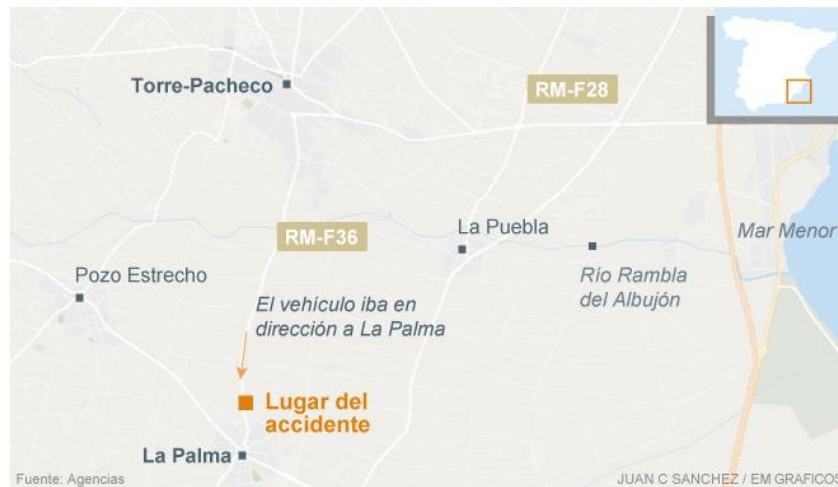 Torre-Pacheco
RM-F28
RM-F36
La Puebla
Mar Menor
Pozo Estrecho
Río Rambla
del Albujón
El vehículo iba en
dirección a La Palma
Lugar del
accidente
La Palma
Fuente: Agencias
JUAN C SANCHEZ / EM GRAFICOS